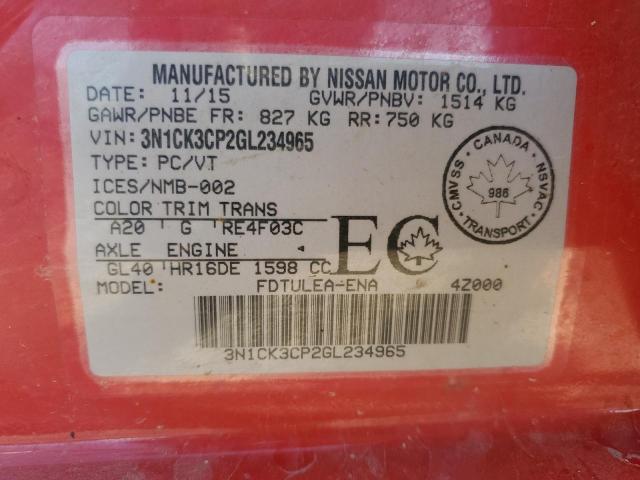 MANUFACTURED BY NISSAN MOTOR CO., LTD.
DATE: 11/15 GVWR/PNBV: 1514 KG
GAWR/PNBE FR: 827 KG RR: 750 KG
VIN: 3N1CK3CP2GL234965
TYPE: PC/VT
ICES/NMB-002
COLOR TRIM TRANS
A20 G RE4F03C
AXLE ENGINE 4
GL40 HR16DE 1598 CC
MODEL: FDTULEA-ENA 4Z000
EC
CMVSS - CANADA - NSVAC - TRANSPORT -
986
3N1CK3CP2GL234965